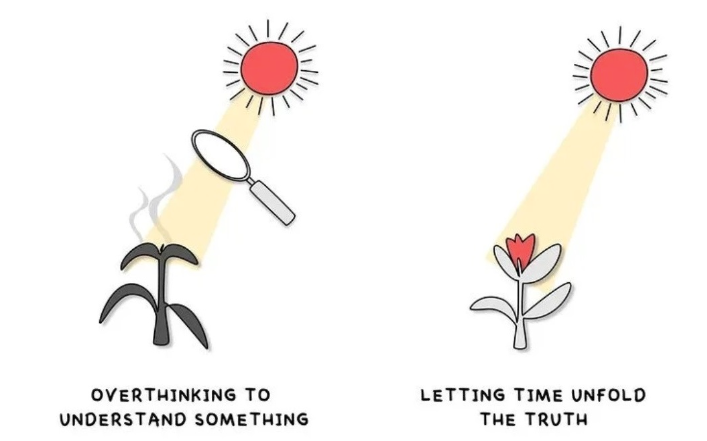 OVERTHINKING TO
UNDERSTAND SOMETHING
LETTING TIME UNFOLD
THE TRUTH